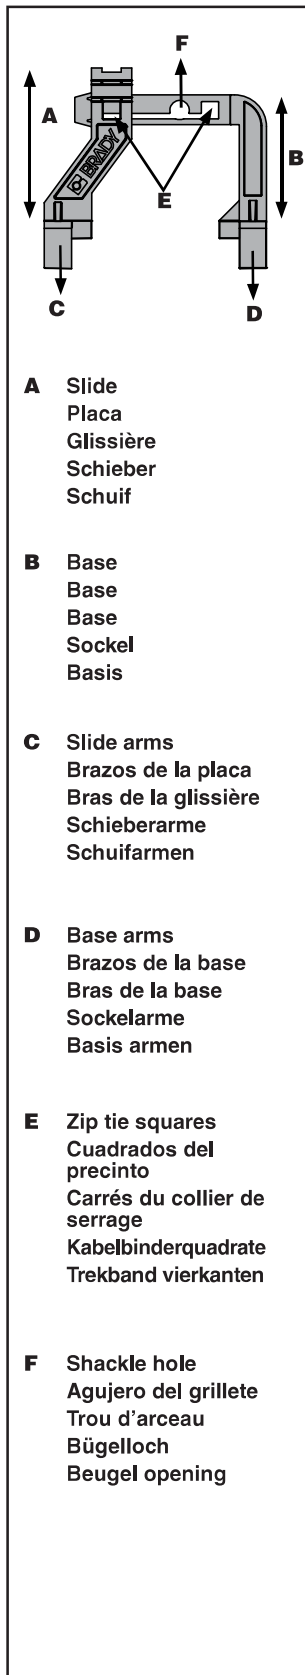 F
A
BRADY
B
E
C
D
A Slide
Placa
Glissière
Schieber
Schuif
B Base
Base
Base
Sockel
Basis
C Slide arms
Brazos de la placa
Bras de la glissière
Schieberarme
Schuifarmen
D Base arms
Brazos de la base
Bras de la base
Sockelarme
Basis armen
E Zip tie squares
Cuadrados del
precinto
Carrés du collier de
serrage
Kabelbinderquadrate
Trekband vierkanten
F Shackle hole
Agujero del grillete
Trou d'arceau
Bügelloch
Beugel opening